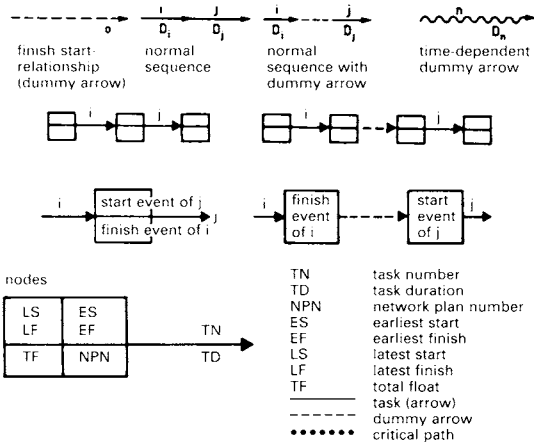 i j i j n
o D_i D_j D_i D_j D_n
finish start-
relationship
(dummy arrow)
normal
sequence
normal
sequence with
dummy arrow
time-dependent
dummy arrow
i j i j
i start event of j j
finish event of i
i finish
event
of i
start
event
of j
j
nodes
LS ES
LF EF TN
TF NPN TD
TN task number
TD task duration
NPN network plan number
ES earliest start
EF earliest finish
LS latest start
LF latest finish
TF total float
task (arrow)
dummy arrow
critical path